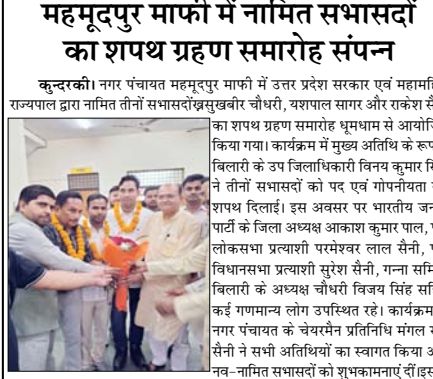 महमूदपुर माफी में नामित सभासदों
का शपथ ग्रहण समारोह संपन्न
कुन्दरकी। नगर पंचायत महमूदपुर माफी में उत्तर प्रदेश सरकार एवं महामहि
राज्यपाल द्वारा नामित तीनों सभासदोंख्रसुखबीर चौधरी, यशपाल सागर और राकेश सै
का शपथ ग्रहण समारोह धूमधाम से आयोजि
किया गया। कार्यक्रम में मुख्य अतिथि के रूप
बिलारी के उप जिलाधिकारी विनय कुमार सि
ने तीनों सभासदों को पद एवं गोपनीयता
शपथ दिलाई। इस अवसर पर भारतीय जन
पार्टी के जिला अध्यक्ष आकाश कुमार पाल,
लोकसभा प्रत्याशी परमेश्वर लाल सैनी,
विधानसभा प्रत्याशी सुरेश सैनी, गन्ना समि
बिलारी के अध्यक्ष चौधरी विजय सिंह सहि
कई गणमान्य लोग उपस्थित रहे। कार्यक्रम
नगर पंचायत के चेयरमैन प्रतिनिधि मंगल
सैनी ने सभी अतिथियों का स्वागत किया
नव-नामित सभासदों को शुभकामनाएं दीं।इस